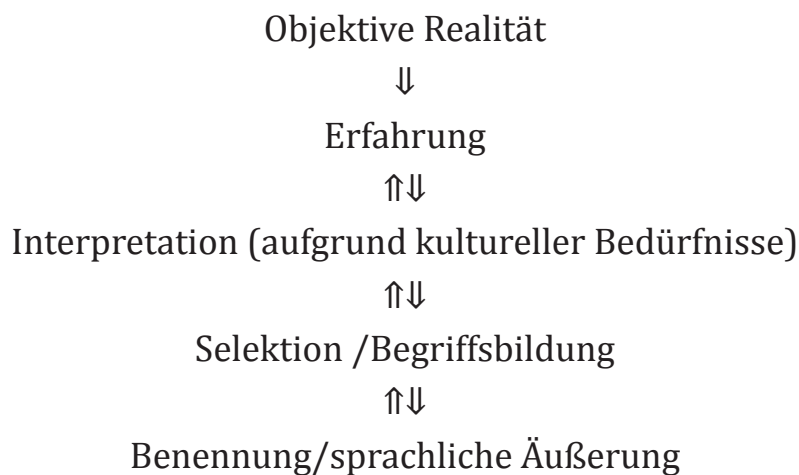 Objektive Realität
⇓
Erfahrung
⇑⇓
Interpretation (aufgrund kultureller Bedürfnisse)
⇑⇓
Selektion /Begriffsbildung
⇑⇓
Benennung/sprachliche Äußerung